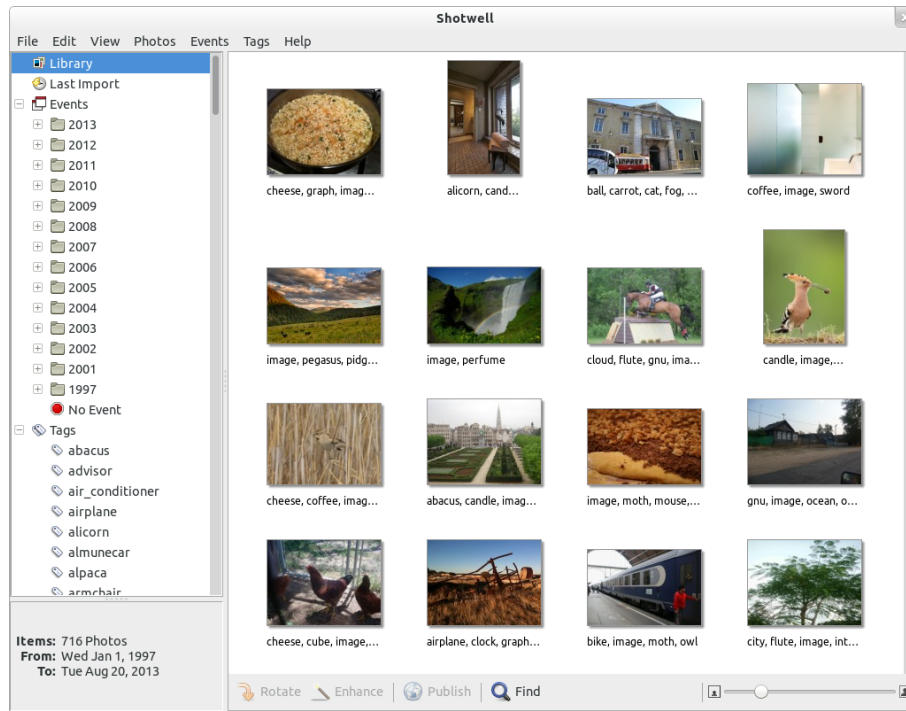 Shotwell
File Edit View Photos Events Tags Help
Library
Last Import
Events
2013
2012
2011
2010
2009
2008
2007
2006
2005
2004
2003
2002
2001
1997
No Event
Tags
abacus
advisor
air_conditioner
airplane
alicorn
almunecar
alpaca
armchair
Items: 716 Photos
From: Wed Jan 1, 1997
To: Tue Aug 20, 2013
cheese, graph, imag...
alicorn, cand...
ball, carrot, cat, fog, ...
coffee, image, sword
image, pegasus, pidg...
image, perfume
cloud, flute, gnu, ima...
candle, image,...
cheese, coffee, imag...
abacus, candle, imag...
image, moth, mouse,...
gnu, image, ocean, o...
cheese, cube, image,...
airplane, clock, graph...
bike, image, moth, owl
city, flute, image, int...
Rotate Enhance Publish Find